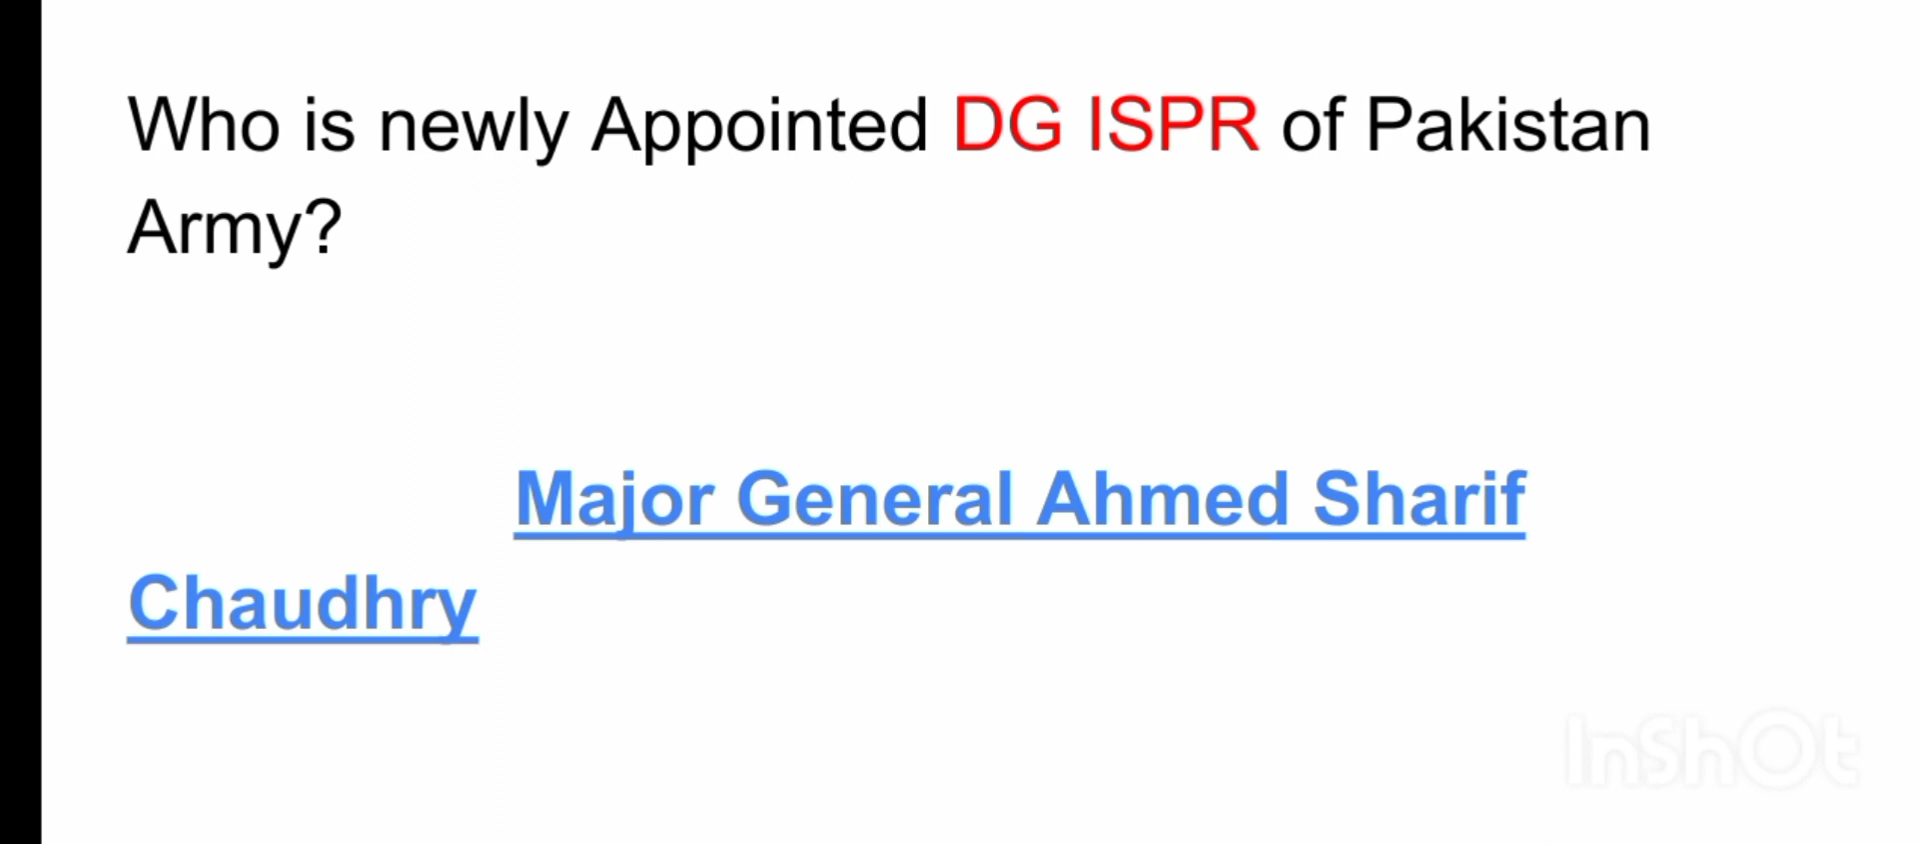 Who is newly Appointed DG ISPR of Pakistan
Army?
Major General Ahmed Sharif
Chaudhry
InShOt